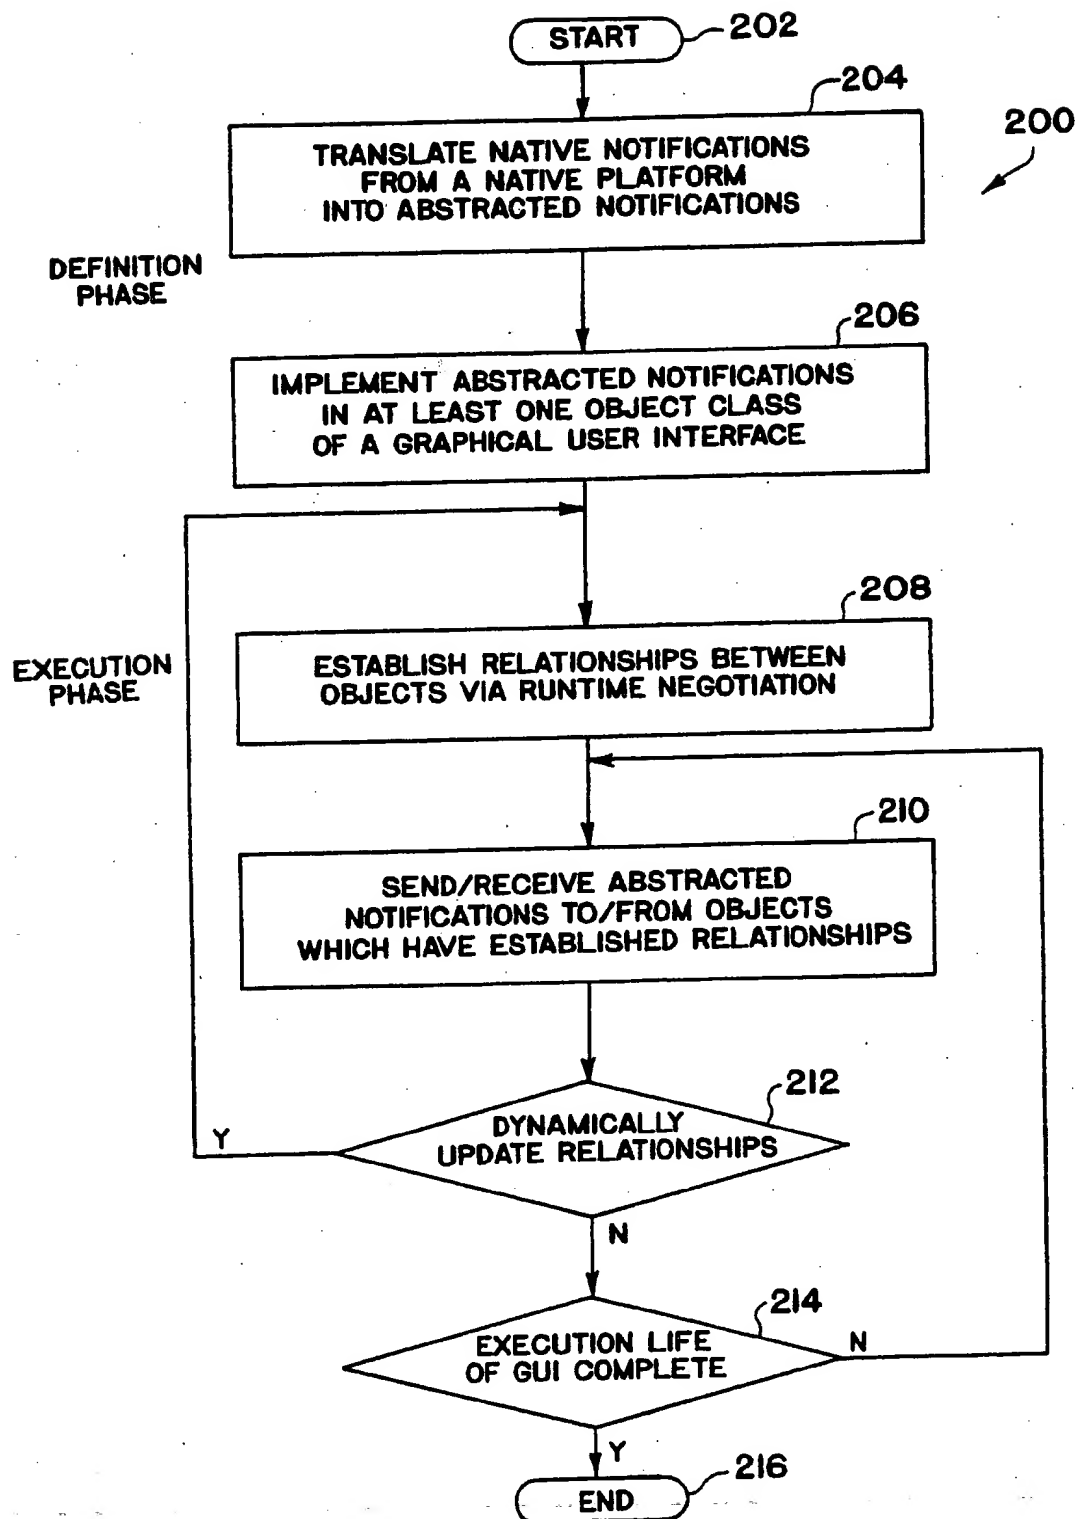 START
202
204
200
TRANSLATE NATIVE NOTIFICATIONS
FROM A NATIVE PLATFORM
INTO ABSTRACTED NOTIFICATIONS
DEFINITION
PHASE
206
IMPLEMENT ABSTRACTED NOTIFICATIONS
IN AT LEAST ONE OBJECT CLASS
OF A GRAPHICAL USER INTERFACE
208
EXECUTION
PHASE
ESTABLISH RELATIONSHIPS BETWEEN
OBJECTS VIA RUNTIME NEGOTIATION
210
SEND/RECEIVE ABSTRACTED
NOTIFICATIONS TO/FROM OBJECTS
WHICH HAVE ESTABLISHED RELATIONSHIPS
212
DYNAMICALLY
UPDATE RELATIONSHIPS
Y
N
214
EXECUTION LIFE
OF GUI COMPLETE
N
Y
216
END